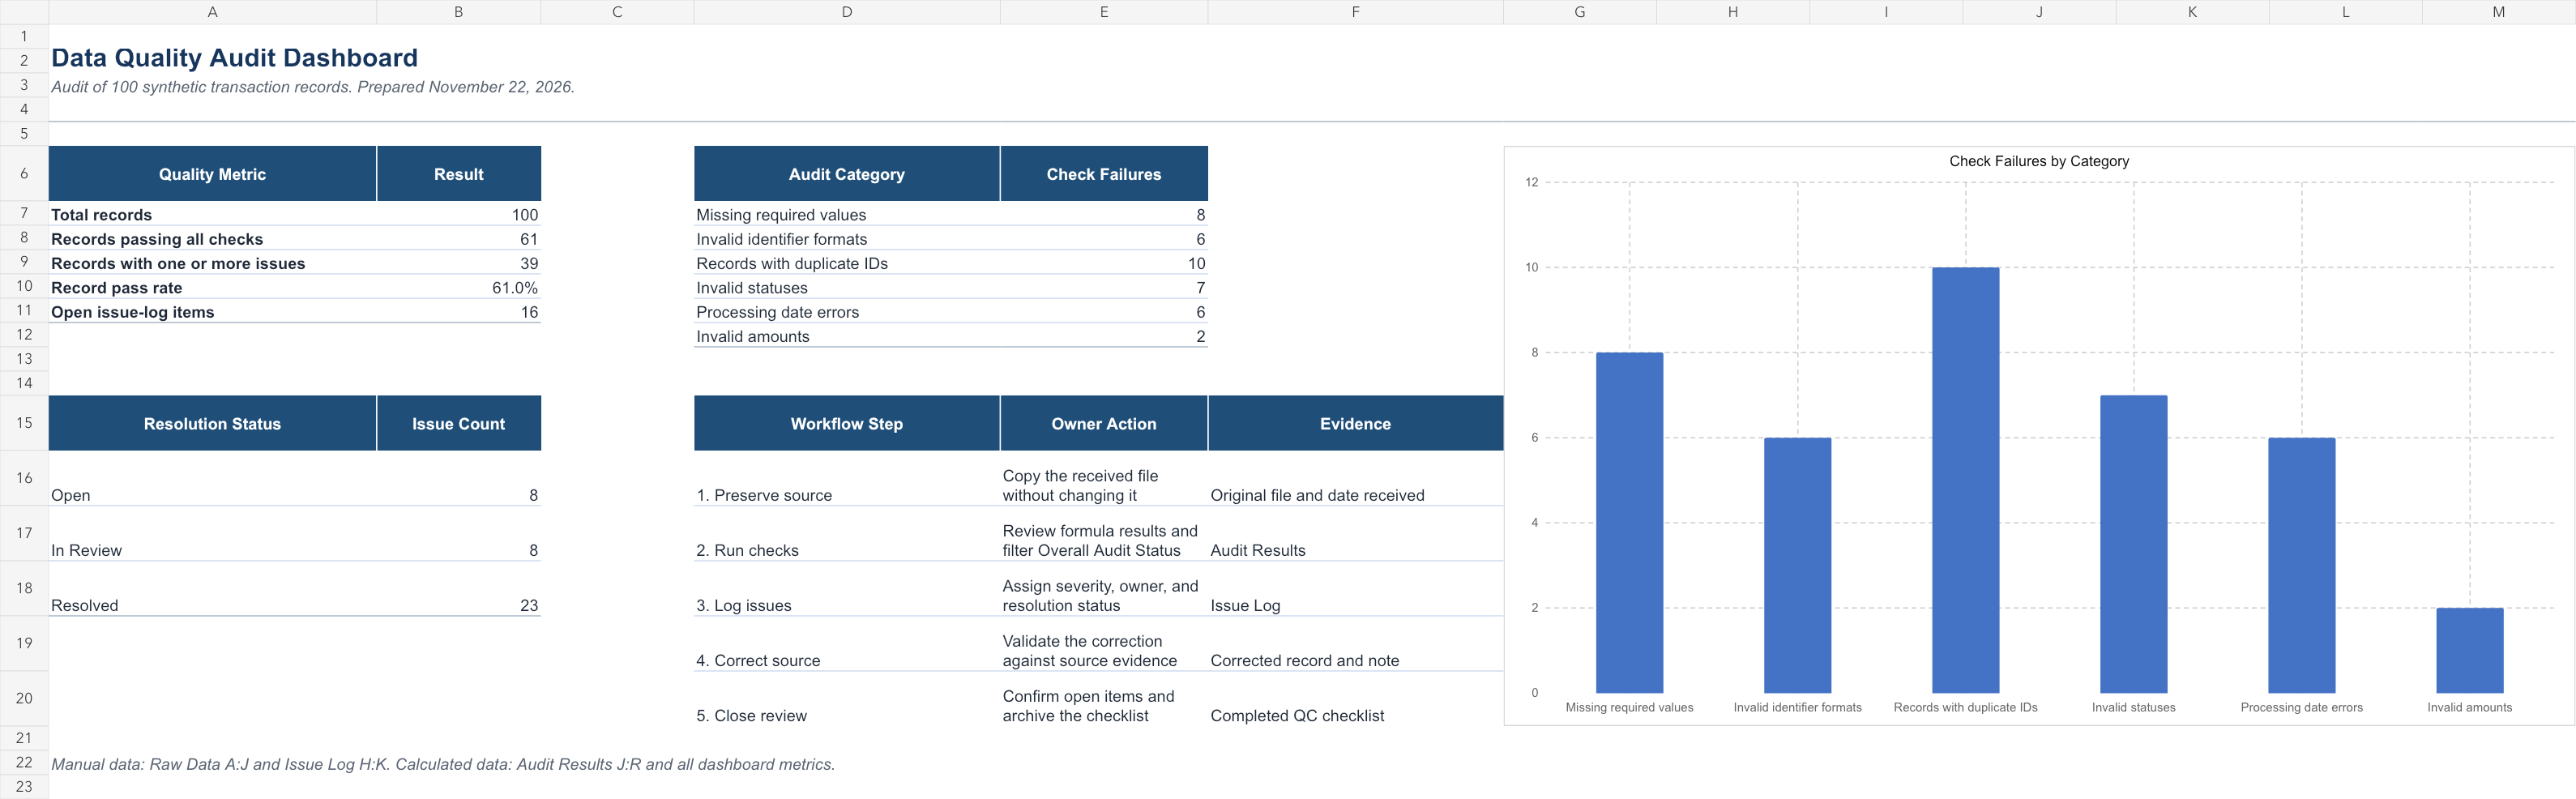 A B C D E F G H I J K L M
1
2 Data Quality Audit Dashboard
3 Audit of 100 synthetic transaction records. Prepared November 22, 2026.
4
5
6 Quality Metric Result Audit Category Check Failures
7 Total records 100 Missing required values 8
8 Records passing all checks 61 Invalid identifier formats 6
9 Records with one or more issues 39 Records with duplicate IDs 10
10 Record pass rate 61.0% Invalid statuses 7
11 Open issue-log items 16 Processing date errors 6
12 Invalid amounts 2
13
14
15 Resolution Status Issue Count Workflow Step Owner Action Evidence
16 Open 8 1. Preserve source Copy the received file
without changing it Original file and date received
17 In Review 8 2. Run checks Review formula results and
filter Overall Audit Status Audit Results
18 Resolved 23 3. Log issues Assign severity, owner, and
resolution status Issue Log
19 4. Correct source Validate the correction
against source evidence Corrected record and note
20 5. Close review Confirm open items and
archive the checklist Completed QC checklist
21
22 Manual data: Raw Data A:J and Issue Log H:K. Calculated data: Audit Results J:R and all dashboard metrics.
23
Check Failures by Category
12
10
8
6
4
2
0
Missing required values Invalid identifier formats Records with duplicate IDs Invalid statuses Processing date errors Invalid amounts